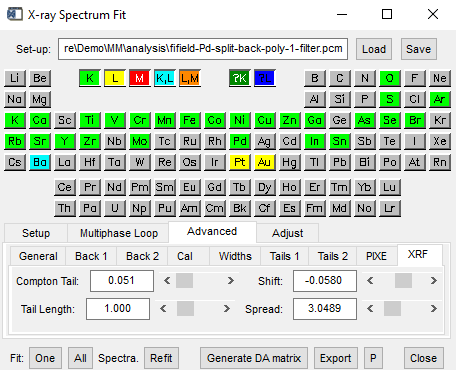 X-ray Spectrum Fit
Set-up: re\Demo\MM\analysis\fifield-Pd-split-back-poly-1-filter.pcm Load Save
Li Be K L M K,L L,M ?K ?L B C N O F Ne
Na Mg Al Si P S Cl Ar
K Ca Sc Ti V Cr Mn Fe Co Ni Cu Zn Ga Ge As Se Br Kr
Rb Sr Y Zr Nb Mo Tc Ru Rh Pd Ag Cd In Sn Sb Te I Xe
Cs Ba La Hf Ta W Re Os Ir Pt Au Hg Tl Pb Bi Po At Rn
Ce Pr Nd Pm Sm Eu Gd Tb Dy Ho Er Tm Yb Lu
Th Pa U Np Pu Am Cm Bk Cf Es Fm Md No Lr
Setup Multiphase Loop Advanced Adjust
General Back 1 Back 2 Cal Widths Tails 1 Tails 2 PIXE XRF
Compton Tail: 0.051 < > Shift: -0.0580 < >
Tail Length: 1.000 < > Spread: 3.0489 < >
Fit: One All Spectra. Refit Generate DA matrix Export P Close